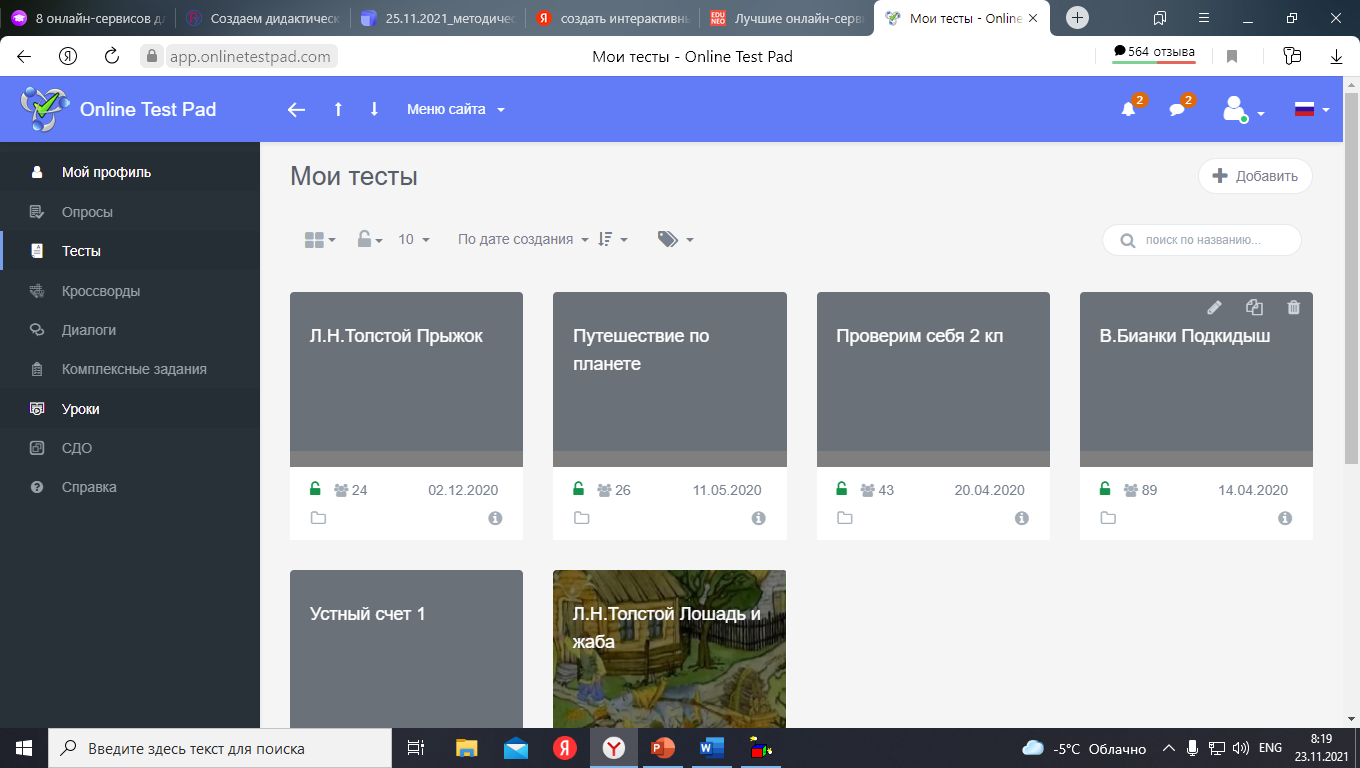 8 онлайн-сервисов дл
Создаем дидактическ
25.11.2021_методичес
создать интерактивны
Лучшие онлайн-серви
Мои тесты - Online
app.onlinetestpad.com
Мои тесты - Online Test Pad
564 отзыва
Online Test Pad
Меню сайта
2
2
Мой профиль
Опросы
Тесты
Кроссворды
Диалоги
Комплексные задания
Уроки
СДО
Справка
Мои тесты
Добавить
10
По дате создания
поиск по названию...
Л.Н.Толстой Прыжок
24 02.12.2020
Путешествие по
планете
26 11.05.2020
Проверим себя 2 кл
43 20.04.2020
В.Бианки Подкидыш
89 14.04.2020
Устный счет 1
Л.Н.Толстой Лошадь и
жаба
Введите здесь текст для поиска
-5°C Облачно
ENG
8:19
23.11.2021